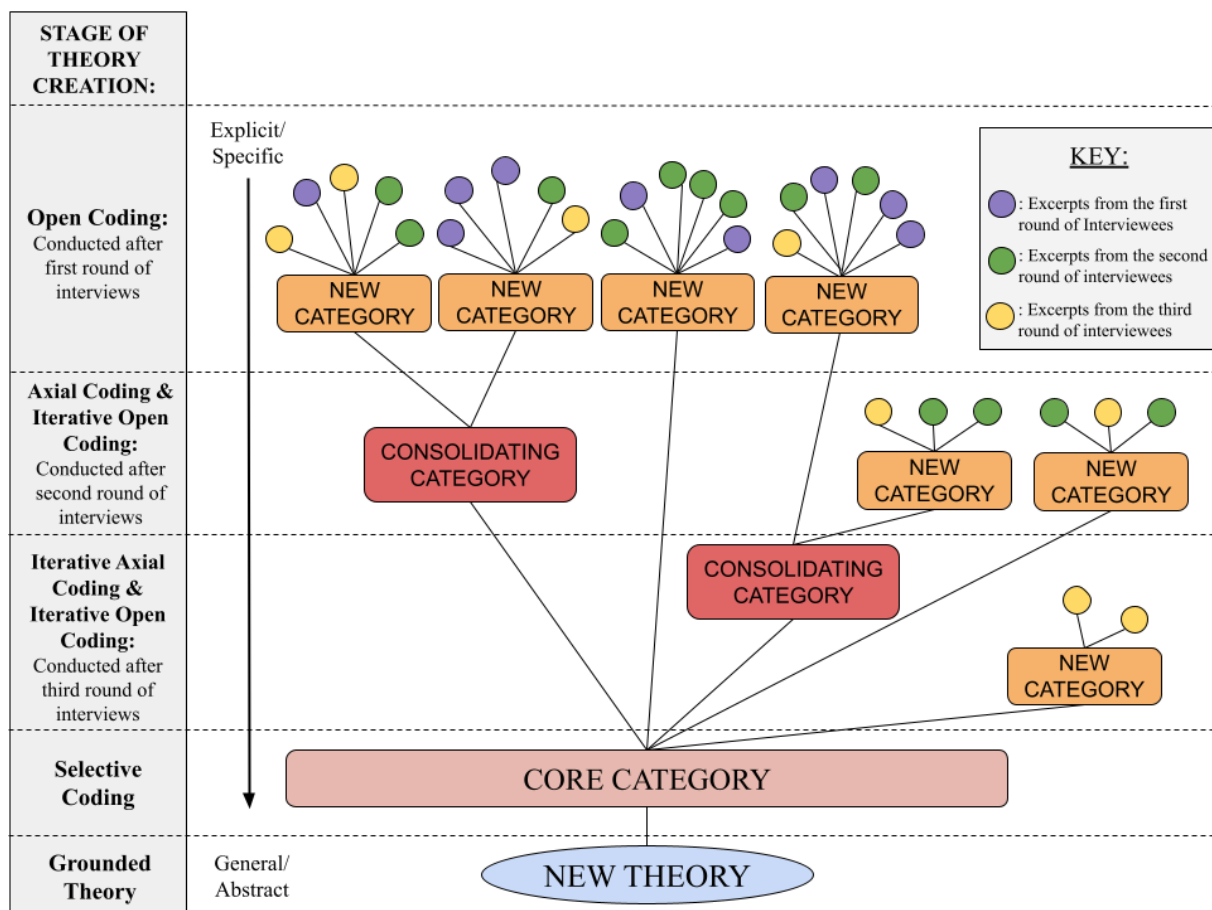 STAGE OF
THEORY
CREATION:
Explicit/
Specific
Open Coding:
Conducted after
first round of
interviews
NEW
CATEGORY
NEW
CATEGORY
NEW
CATEGORY
NEW
CATEGORY
KEY:
: Excerpts from the first
round of Interviewees
: Excerpts from the second
round of interviewees
: Excerpts from the third
round of interviewees
Axial Coding &
Iterative Open
Coding:
Conducted after
second round of
interviews
CONSOLIDATING
CATEGORY
NEW
CATEGORY
NEW
CATEGORY
Iterative Axial
Coding &
Iterative Open
Coding:
Conducted after
third round of
interviews
CONSOLIDATING
CATEGORY
NEW
CATEGORY
Selective
Coding
CORE CATEGORY
Grounded
Theory
General/
Abstract
NEW THEORY